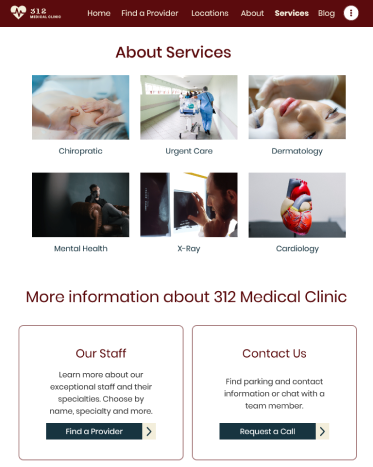 312
MEDICAL CLINIC
Home Find a Provider Locations About Services Blog
About Services
Chiropratic Urgent Care Dermatology
Mental Health X-Ray Cardiology
More information about 312 Medical Clinic
Our Staff
Learn more about our
exceptional staff and their
specialties. Choose by
name, specialty and more.
Find a Provider
Contact Us
Find parking and contact
information or chat with a
team member.
Request a Call